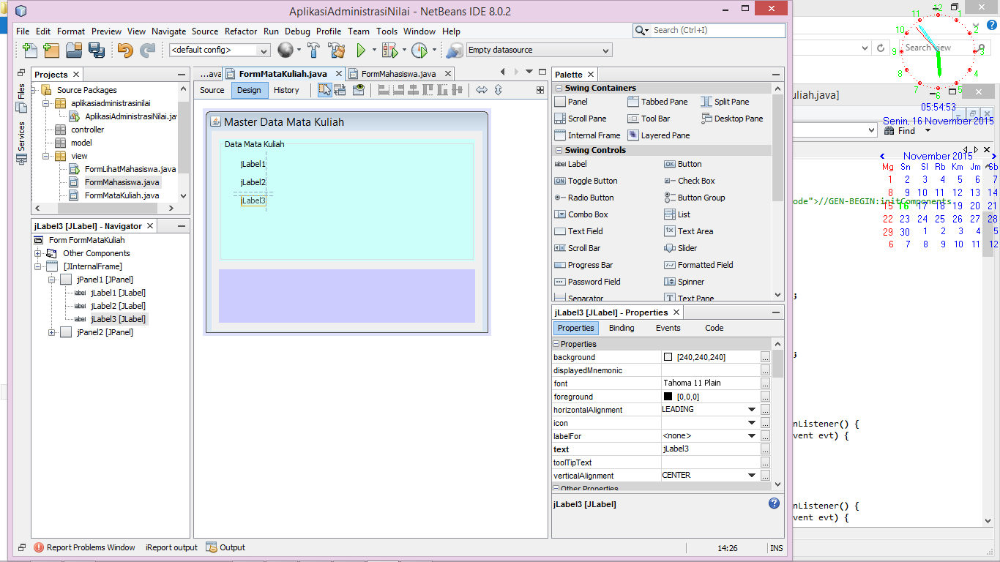 AplikasiAdministrasiNilai - NetBeans IDE 8.0.2
File Edit Format Preview View Navigate Source Refactor Run Debug Profile Team Tools Window Help
Search (Ctrl+I)
<default config>
Empty datasource
Files
Services
Projects
Source Packages
aplikasiadministrasinilai
AplikasiAdministrasiNilai.jav
controller
model
view
FormLihatMahasiswa.java
FormMahasiswa.java
FormMataKuliah.java
jLabel3 [JLabel] - Navigator
Form FormMataKuliah
Other Components
[JInternalFrame]
jPanel1 [JPanel]
label jLabel1 [JLabel]
label jLabel2 [JLabel]
label jLabel3 [JLabel]
jPanel2 [JPanel]
...ava FormMataKuliah.java FormMahasiswa.java
Source Design History
Master Data Mata Kuliah
Data Mata Kuliah
jLabel1
jLabel2
jLabel3
Palette
Swing Containers
Panel Tabbed Pane Split Pane
Scroll Pane Tool Bar Desktop Pane
Internal Frame Layered Pane
Swing Controls
label Label OK Button
ON Toggle Button Check Box
Radio Button Button Group
Combo Box List
Text Field tx Text Area
Scroll Bar Slider
Progress Bar Formatted Field
Password Field Spinner
Separator T Text Pane
jLabel3 [JLabel] - Properties
Properties Binding Events Code
Properties
background [240,240,240]
displayedMnemonic
font Tahoma 11 Plain
foreground [0,0,0]
horizontalAlignment LEADING
icon
labelFor <none>
text jLabel3
toolTipText
verticalAlignment CENTER
Other Properties
jLabel3 [JLabel]
Report Problems Window iReport output Output
14:26 INS
12
11 1
10 2
9 3
8 4
7 5
6
Search view
uliah.java]
05:54:53
Senin, 16 November 2015
Find
November 2015
Mg Sn Sl Rb Km Jm Sb
1 2 3 4 5 6 7
8 9 10 11 12 13 14
15 16 17 18 19 20 21
22 23 24 25 26 27 28
29 30 1 2 3 4 5
6 7 8 9 10 11 12
ode">//GEN-BEGIN:initComponents
;
;
nListener() {
vent evt) {
nListener() {
vent evt) {